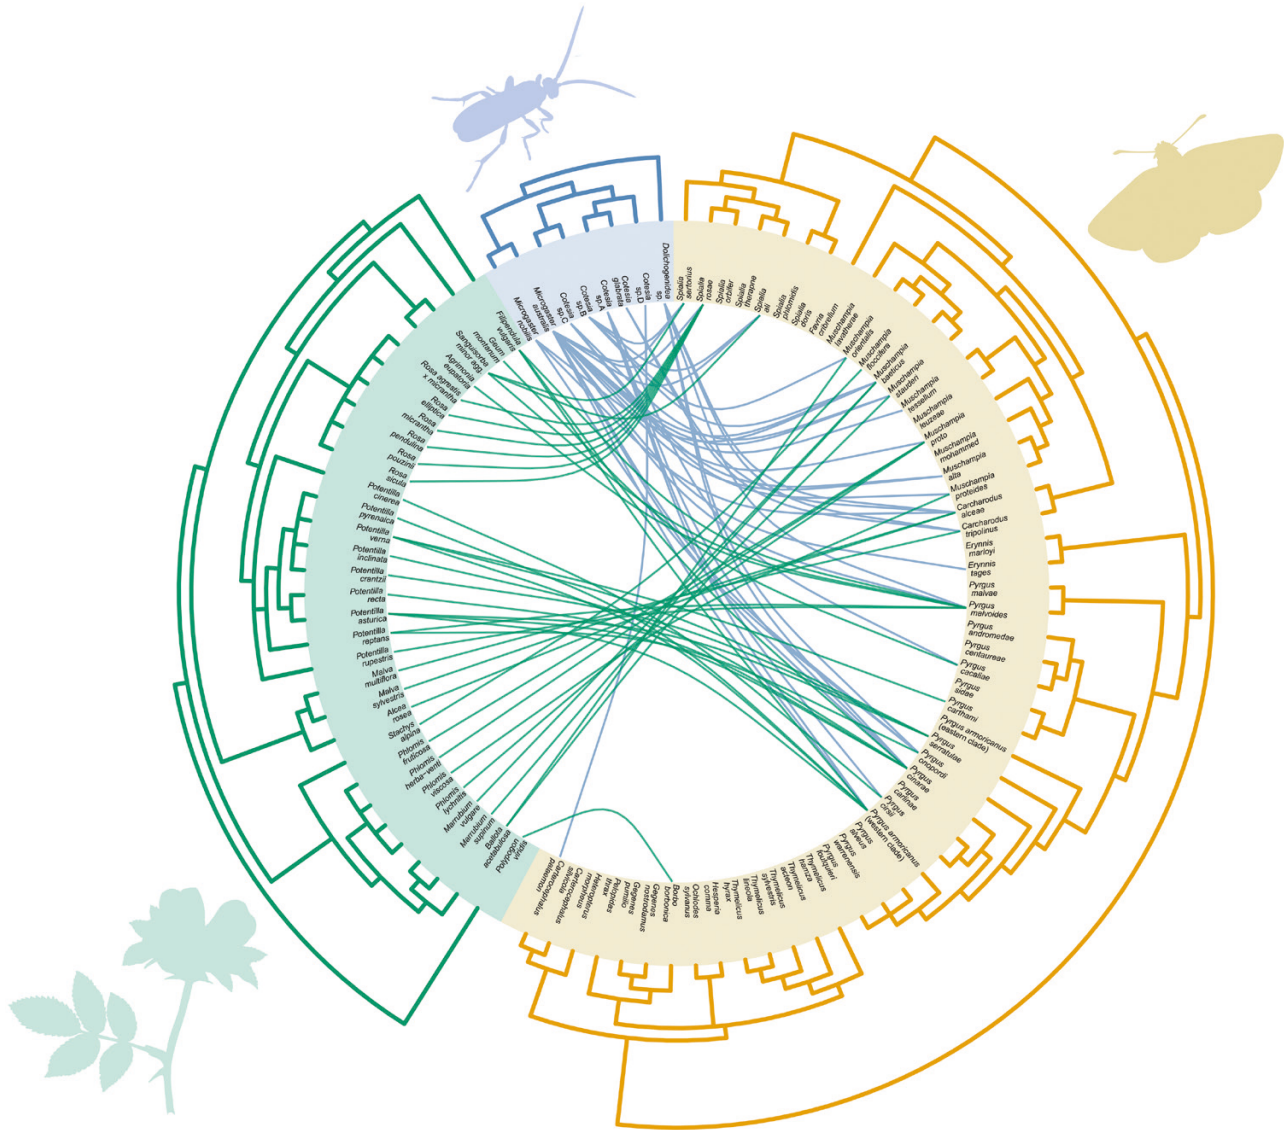 Dolichogenidea
sp.
Spialia
sertorius
Spialia
rosae
Spialia
orbifer
Spialia
therapne
Spialia
ali
Spialia
phlomidis
Spialia
doris
Favria
cribrellum
Muschampia
lavatherae
Muschampia
orientalis
Muschampia
floccifera
Muschampia
baeticus
Muschampia
stauderi
Muschampia
tessellum
Muschampia
leuzeae
Muschampia
proto
Muschampia
mohammed
Muschampia
alta
Muschampia
proteides
Carcharodus
alceae
Carcharodus
tripolinus
Erynnis
marloyi
Erynnis
tages
Pyrgus
malvae
Pyrgus
melvoides
Pyrgus
andromedae
Pyrgus
centaureae
Pyrgus
cacaliae
Pyrgus
sidae
Pyrgus
carthami
Pyrgus armoricanus
(eastern clade)
Pyrgus
serratulae
Pyrgus
onopordi
Pyrgus
cinarae
Pyrgus
carlinae
Pyrgus
cirsii
Pyrgus armoricanus
(western clade)
Pyrgus
alveus
Pyrgus
warrenensis
Pyrgus
foulquieri
Thymelicus
hamza
Thymelicus
acteon
Thymelicus
sylvestris
Thymelicus
lineola
Thymelicus
hyrax
Hesperia
comma
Ochlodes
sylvanus
Borbo
borbonica
Gegenes
nostrodamus
Gegenes
pumilio
Pelopidas
thrax
Heteropterus
morpheus
Carterocephalus
silvicola
Carterocephalus
palaemon
Polypogon
viridis
Ballota
acetabulosa
Marrubium
supinum
Marrubium
vulgare
Phlomis
lychnitis
Phlomis
viscosa
Phlomis
herba-venti
Phlomis
fruticosa
Stachys
alpina
Alcea
rosea
Malva
sylvestris
Malva
multiflora
Potentilla
rupestris
Potentilla
reptans
Potentilla
asturica
Potentilla
recta
Potentilla
crantzii
Potentilla
inclinata
Potentilla
verna
Potentilla
pyrenaica
Potentilla
cinerea
Rosa
sicula
Rosa
pouzinii
Rosa
pendulina
Rosa
micrantha
Rosa
elliptica
Rosa agrestis
x micrantha
Agrimonia
eupatoria
Sanguisorba
minor agg
Geum
montanum
Filipendula
vulgaris
Microgaster
nobilis
Microgaster
australis
Cotesia
sp.C
Cotesia
sp.B
Cotesia
sp.A
Cotesia
glabrata
Cotesia
sp.D